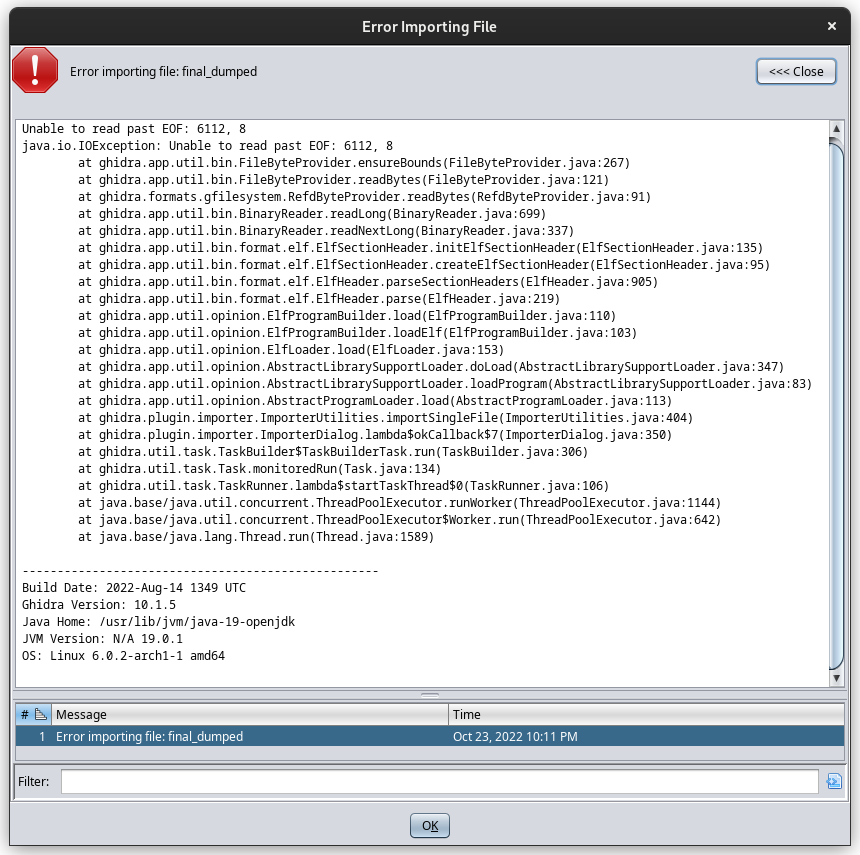 Error Importing File
×
Error importing file: final_dumped
<<< Close
Unable to read past EOF: 6112, 8
java.io.IOException: Unable to read past EOF: 6112, 8
at ghidra.app.util.bin.FileByteProvider.ensureBounds(FileByteProvider.java:267)
at ghidra.app.util.bin.FileByteProvider.readBytes(FileByteProvider.java:121)
at ghidra.formats.gfilesystem.RefdByteProvider.readBytes(RefdByteProvider.java:91)
at ghidra.app.util.bin.BinaryReader.readLong(BinaryReader.java:699)
at ghidra.app.util.bin.BinaryReader.readNextLong(BinaryReader.java:337)
at ghidra.app.util.bin.format.elf.ElfSectionHeader.initElfSectionHeader(ElfSectionHeader.java:135)
at ghidra.app.util.bin.format.elf.ElfSectionHeader.createElfSectionHeader(ElfSectionHeader.java:95)
at ghidra.app.util.bin.format.elf.ElfHeader.parseSectionHeaders(ElfHeader.java:905)
at ghidra.app.util.bin.format.elf.ElfHeader.parse(ElfHeader.java:219)
at ghidra.app.util.opinion.ElfProgramBuilder.load(ElfProgramBuilder.java:110)
at ghidra.app.util.opinion.ElfProgramBuilder.loadElf(ElfProgramBuilder.java:103)
at ghidra.app.util.opinion.ElfLoader.load(ElfLoader.java:153)
at ghidra.app.util.opinion.AbstractLibrarySupportLoader.doLoad(AbstractLibrarySupportLoader.java:347)
at ghidra.app.util.opinion.AbstractLibrarySupportLoader.loadProgram(AbstractLibrarySupportLoader.java:83)
at ghidra.app.util.opinion.AbstractProgramLoader.load(AbstractProgramLoader.java:113)
at ghidra.plugin.importer.ImporterUtilities.importSingleFile(ImporterUtilities.java:404)
at ghidra.plugin.importer.ImporterDialog.lambda$okCallback$7(ImporterDialog.java:350)
at ghidra.util.task.TaskBuilder$TaskBuilderTask.run(TaskBuilder.java:306)
at ghidra.util.task.Task.monitoredRun(Task.java:134)
at ghidra.util.task.TaskRunner.lambda$startTaskThread$0(TaskRunner.java:106)
at java.base/java.util.concurrent.ThreadPoolExecutor.runWorker(ThreadPoolExecutor.java:1144)
at java.base/java.util.concurrent.ThreadPoolExecutor$Worker.run(ThreadPoolExecutor.java:642)
at java.base/java.lang.Thread.run(Thread.java:1589)
---------------------------------------------------
Build Date: 2022-Aug-14 1349 UTC
Ghidra Version: 10.1.5
Java Home: /usr/lib/jvm/java-19-openjdk
JVM Version: N/A 19.0.1
OS: Linux 6.0.2-arch1-1 amd64
# Message Time
1 Error importing file: final_dumped Oct 23, 2022 10:11 PM
Filter:
OK